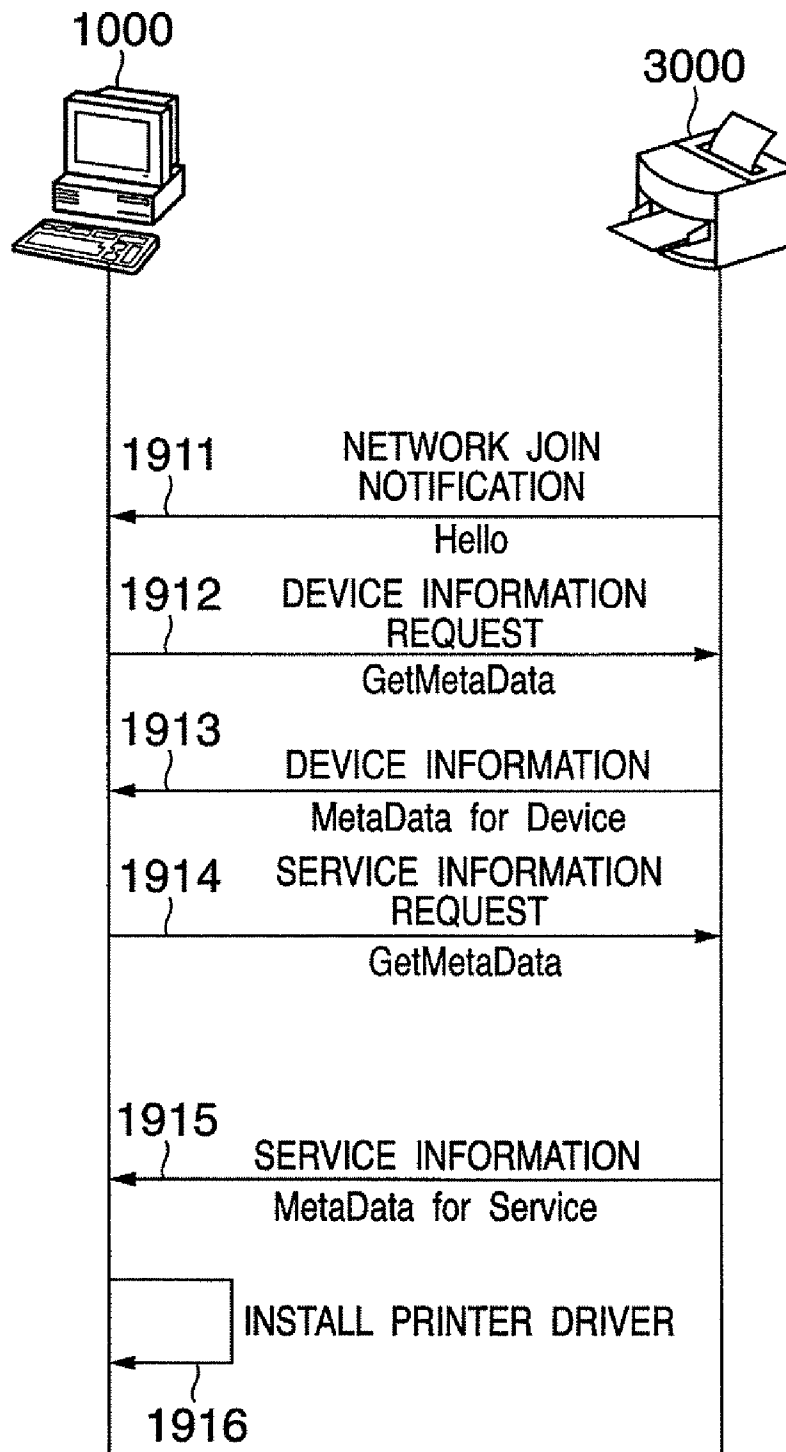 1000
3000
1911
NETWORK JOIN
NOTIFICATION
Hello
1912
DEVICE INFORMATION
REQUEST
GetMetaData
1913
DEVICE INFORMATION
MetaData for Device
1914
SERVICE INFORMATION
REQUEST
GetMetaData
1915
SERVICE INFORMATION
MetaData for Service
INSTALL PRINTER DRIVER
1916